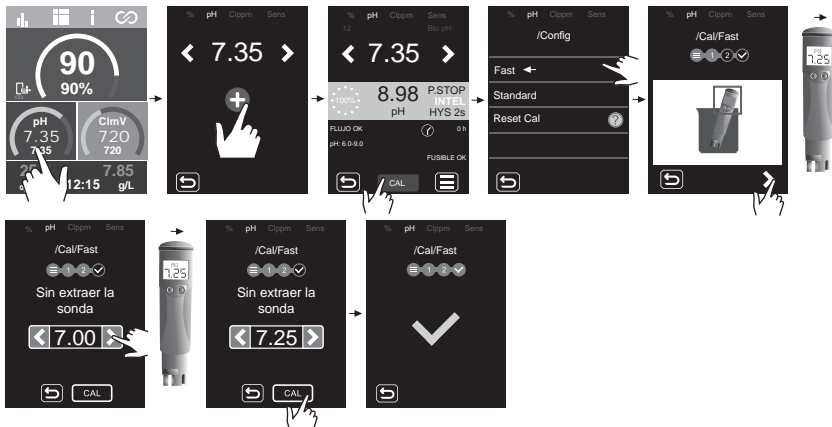 90
90%
pH
7.35
7.35
ClmV
720
720
7.85
12:15
g/L
% pH Clppm Sens
7.35
% pH Clppm Sens
12 Bio pH-
7.35
100%
8.98
pH
P.STOP
INTEL
HYS 2s
FLUJO OK
0 h
pH: 6.0-9.0
FUSIBLE OK
CAL
% pH Clppm Sens
/Config
Fast
Standard
Reset Cal
?
% pH Clppm Sens
/Cal/Fast
1 2
PH
7.25
% pH Clppm Sens
/Cal/Fast
1 2
Sin extraer la
sonda
7.00
CAL
PH
7.25
% pH Clppm Sens
/Cal/Fast
1 2
Sin extraer la
sonda
7.25
CAL
% pH Clppm Sens
/Cal/Fast
1 2